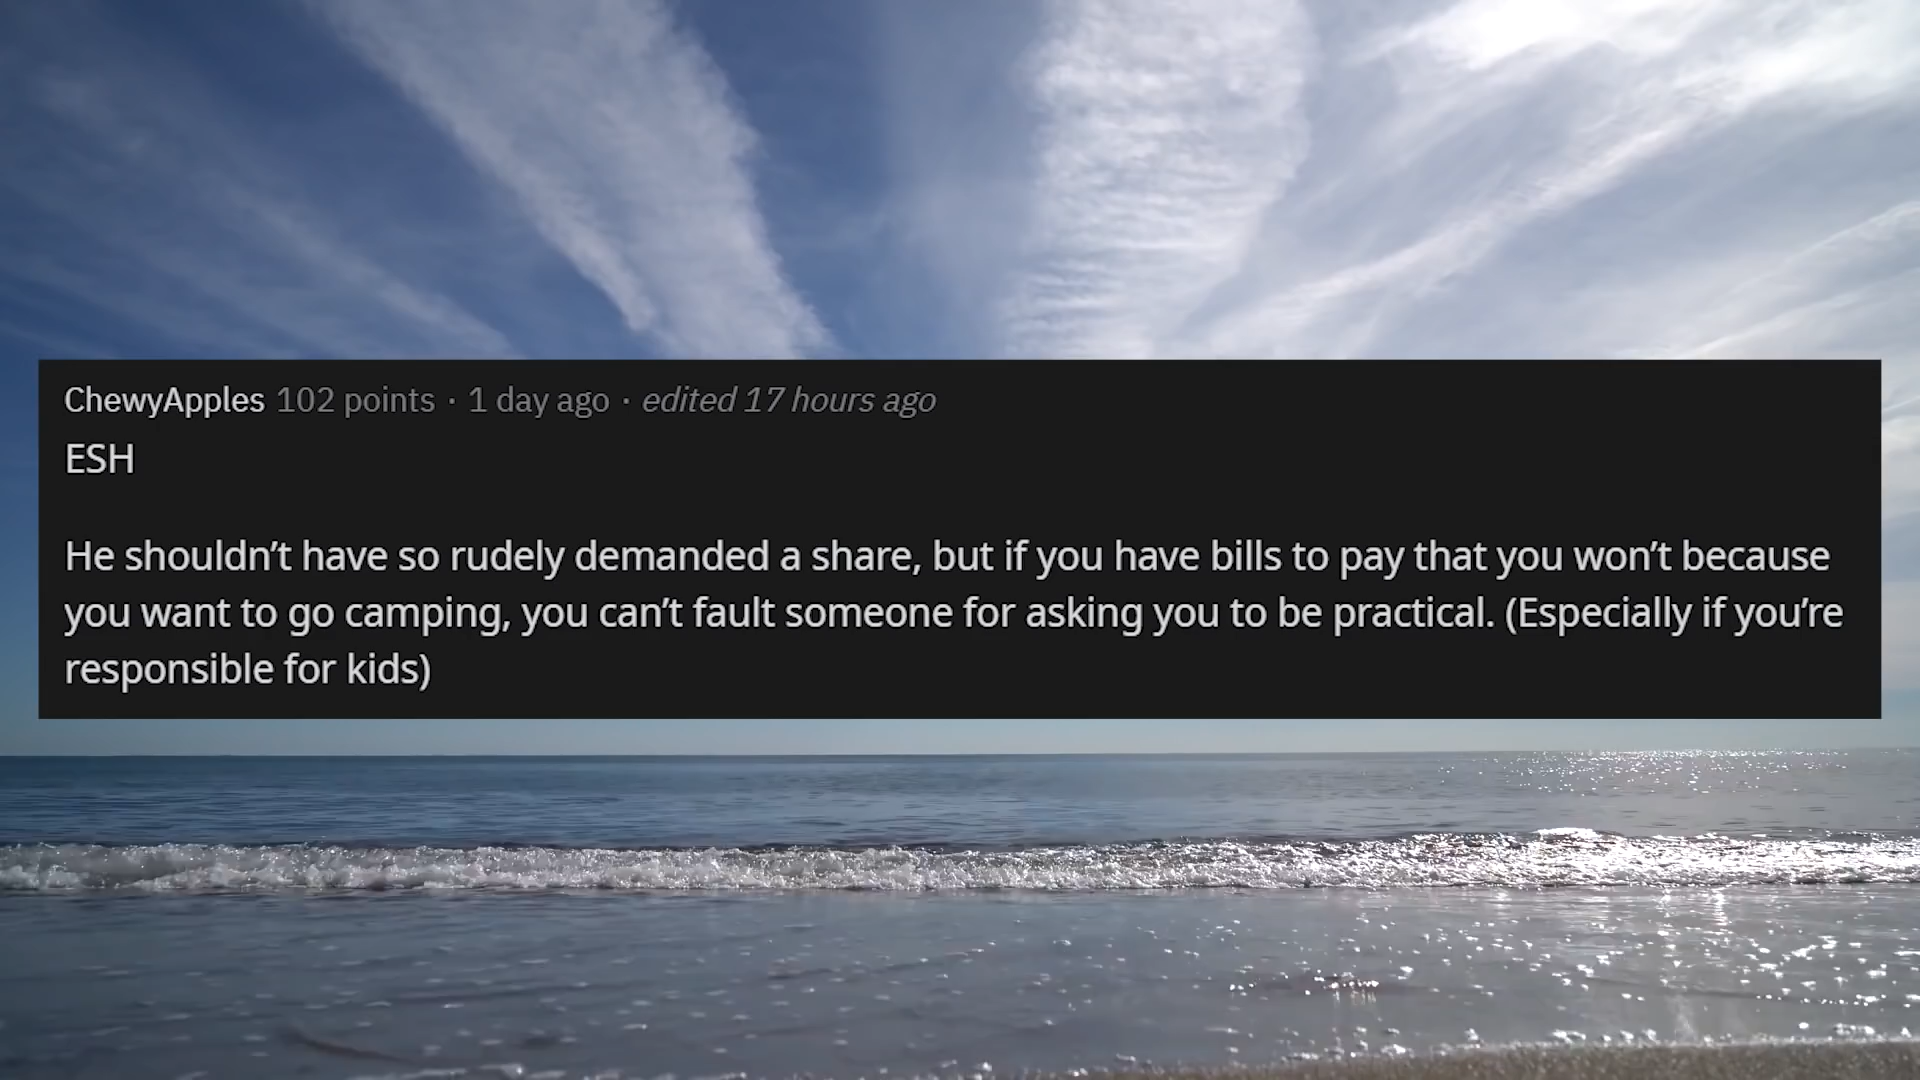 ChewyApples 102 points · 1 day ago · edited 17 hours ago
ESH
He shouldn’t have so rudely demanded a share, but if you have bills to pay that you won’t because
you want to go camping, you can’t fault someone for asking you to be practical. (Especially if you’re
responsible for kids)